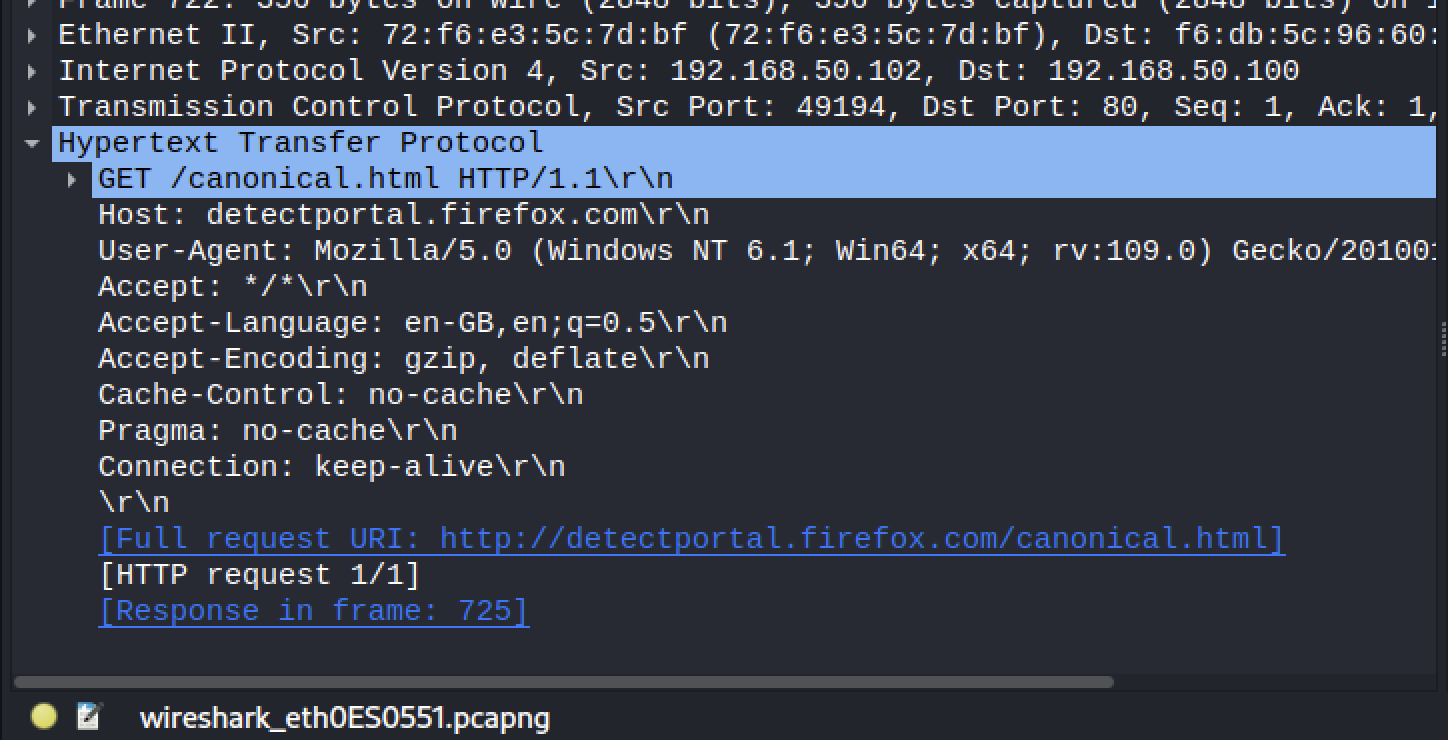 Frame 722: 356 bytes on wire (2848 bits), 356 bytes captured (2848 bits) on
Ethernet II, Src: 72:f6:e3:5c:7d:bf (72:f6:e3:5c:7d:bf), Dst: f6:db:5c:96:60:
Internet Protocol Version 4, Src: 192.168.50.102, Dst: 192.168.50.100
Transmission Control Protocol, Src Port: 49194, Dst Port: 80, Seq: 1, Ack: 1,
Hypertext Transfer Protocol
GET /canonical.html HTTP/1.1\r\n
Host: detectportal.firefox.com\r\n
User-Agent: Mozilla/5.0 (Windows NT 6.1; Win64; x64; rv:109.0) Gecko/201001
Accept: */*\r\n
Accept-Language: en-GB,en;q=0.5\r\n
Accept-Encoding: gzip, deflate\r\n
Cache-Control: no-cache\r\n
Pragma: no-cache\r\n
Connection: keep-alive\r\n
\r\n
[Full request URI: http://detectportal.firefox.com/canonical.html]
[HTTP request 1/1]
[Response in frame: 725]
wireshark_eth0ES0551.pcapng